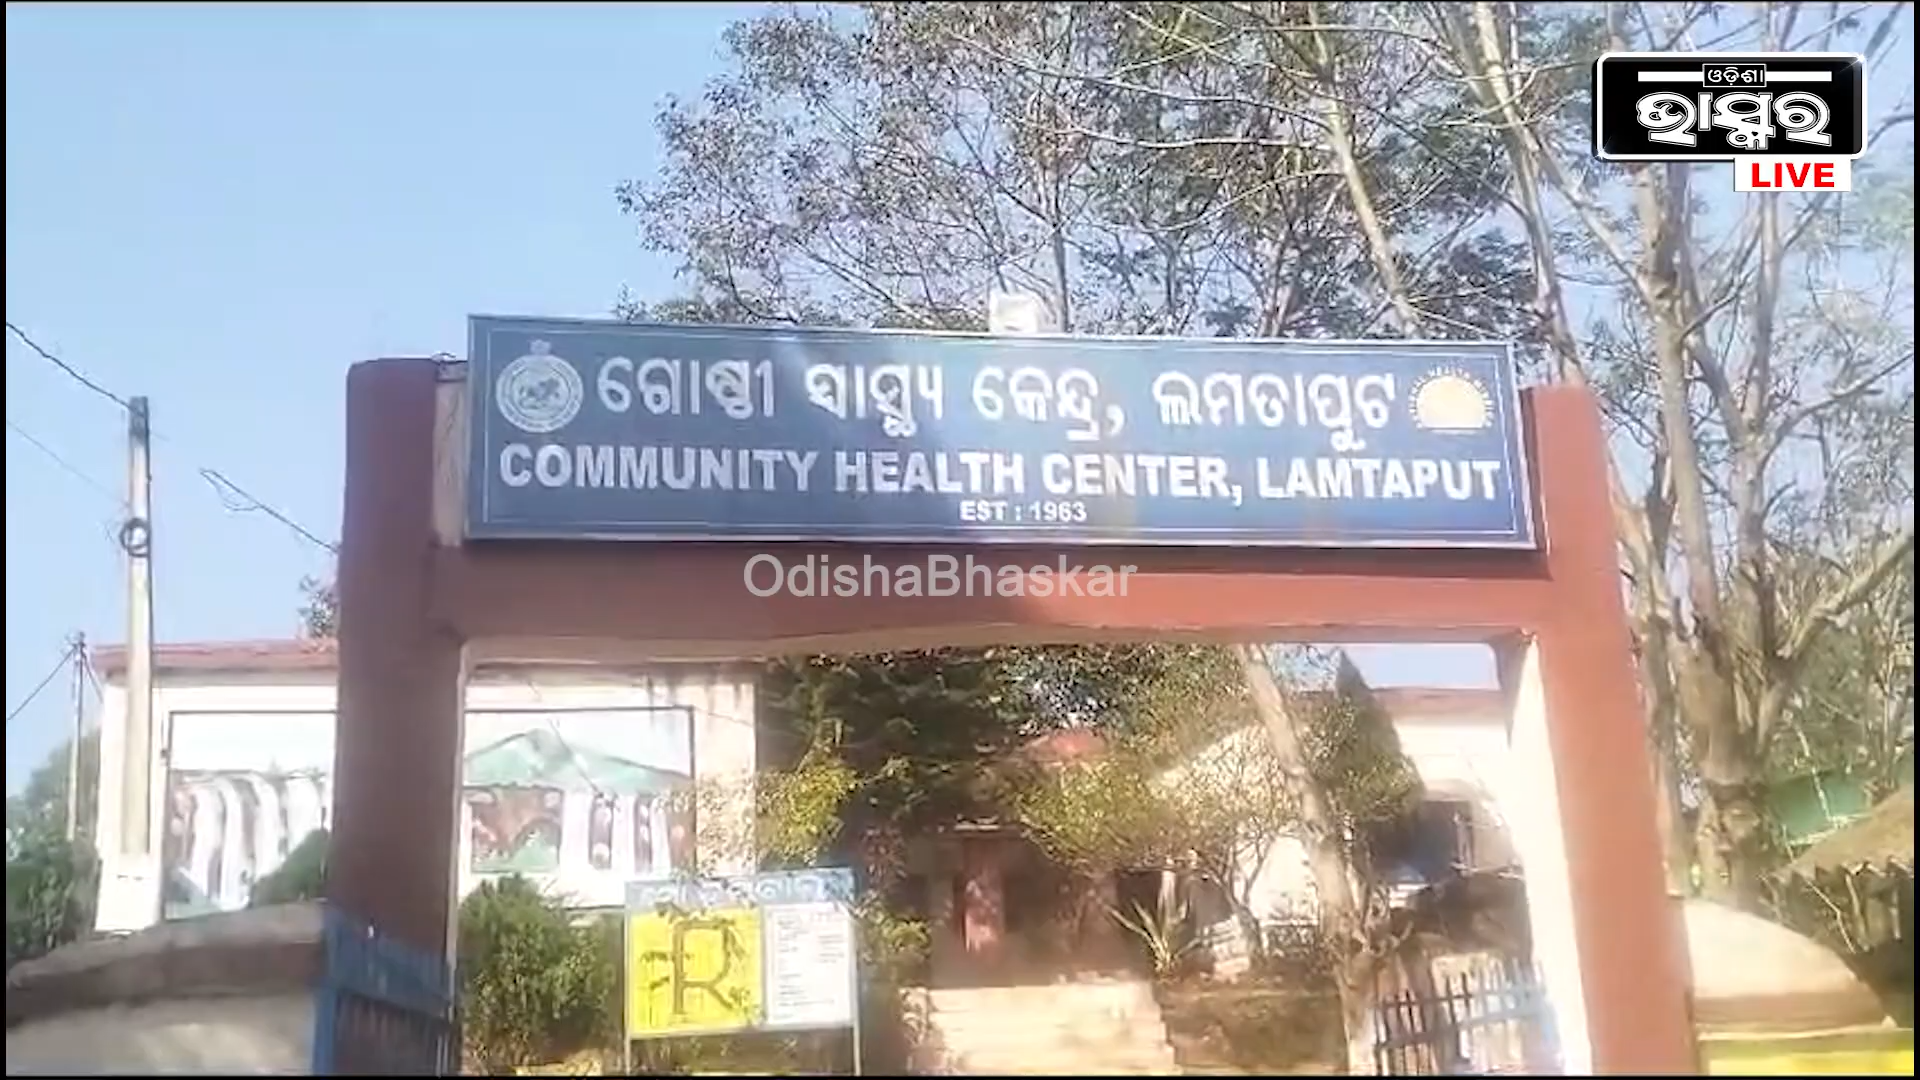 ଓଡ଼ିଶା
ଭାସ୍କର
LIVE
ଗୋଷ୍ଠୀ ସ୍ୱାସ୍ଥ୍ୟ କେନ୍ଦ୍ର, ଲମତାପୁଟ
COMMUNITY HEALTH CENTER, LAMTAPUT
EST : 1963
OdishaBhaskar
R